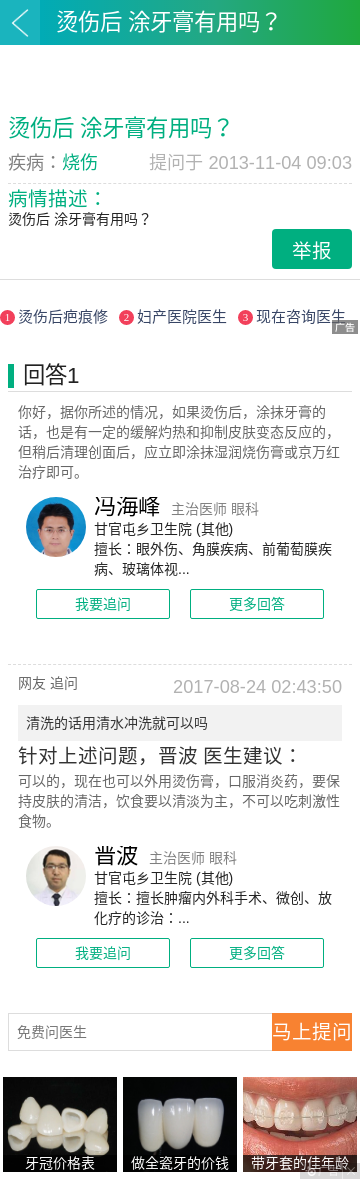 烫伤后 涂牙膏有用吗？
烫伤后 涂牙膏有用吗？
疾病：烧伤 提问于 2013-11-04 09:03
病情描述：
烫伤后 涂牙膏有用吗？
举报
1 烫伤后疤痕修 2 妇产医院医生 3 现在咨询医生
广告
回答1
你好，据你所述的情况，如果烫伤后，涂抹牙膏的
话，也是有一定的缓解灼热和抑制皮肤变态反应的，
但稍后清理创面后，应立即涂抹湿润烧伤膏或京万红
治疗即可。
冯海峰 主治医师 眼科
甘官屯乡卫生院 (其他)
擅长：眼外伤、角膜疾病、前葡萄膜疾
病、玻璃体视...
我要追问 更多回答
网友 追问 2017-08-24 02:43:50
清洗的话用清水冲洗就可以吗
针对上述问题，晋波 医生建议：
可以的，现在也可以外用烫伤膏，口服消炎药，要保
持皮肤的清洁，饮食要以清淡为主，不可以吃刺激性
食物。
昔波 主治医师 眼科
甘官屯乡卫生院 (其他)
擅长：擅长肿瘤内外科手术、微创、放
化疗的诊治：...
我要追问 更多回答
免费问医生 马上提问
牙冠价格表 做全瓷牙的价钱 带牙套的佳年龄